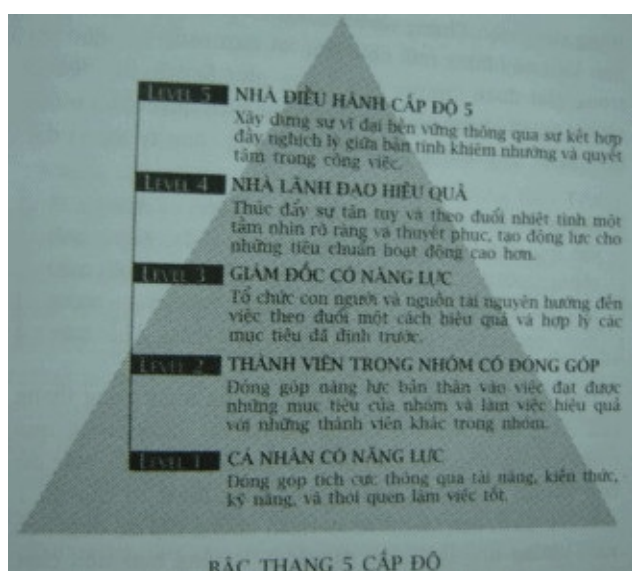 LEVEL 5 NHÀ ĐIỀU HÀNH CẤP ĐỘ 5
Xây dựng sự vĩ đại bền vững thông qua sự kết hợp
đầy nghịch lý giữa bản tính khiêm nhường và quyết
tâm trong công việc.
LEVEL 4 NHÀ LÃNH ĐẠO HIỆU QUẢ
Thúc đẩy sự tận tụy và theo đuổi nhiệt tình một
tầm nhìn rõ ràng và thuyết phục, tạo động lực cho
những tiêu chuẩn hoạt động cao hơn.
LEVEL 3 GIÁM ĐỐC CÓ NĂNG LỰC
Tổ chức con người và nguồn tài nguyên hướng đến
việc theo đuổi một cách hiệu quả và hợp lý các
mục tiêu đã định trước.
LEVEL 2 THÀNH VIÊN TRONG NHÓM CÓ ĐÓNG GÓP
Đóng góp năng lực bản thân vào việc đạt được
những mục tiêu của nhóm và làm việc hiệu quả
với những thành viên khác trong nhóm.
LEVEL 1 CÁ NHÂN CÓ NĂNG LỰC
Đóng góp tích cực thông qua tài năng, kiến thức,
kỹ năng, và thói quen làm việc tốt.
BẬC THANG 5 CẤP ĐỘ